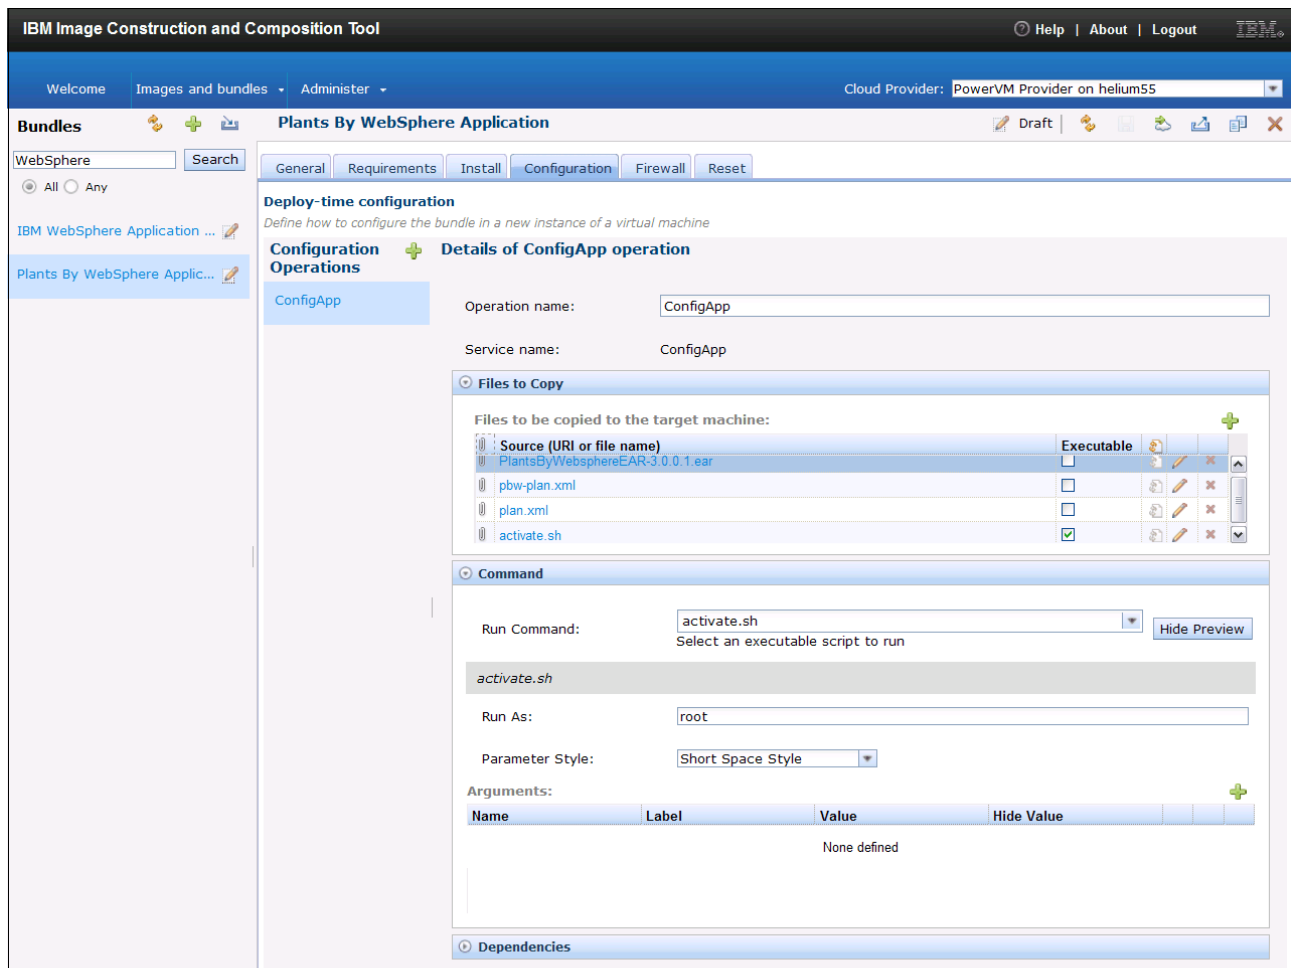 IBM Image Construction and Composition Tool
Help | About | Logout
IBM
Welcome Images and bundles Administer
Cloud Provider: PowerVM Provider on helium55
Bundles
Plants By WebSphere Application
Draft
WebSphere Search
All Any
IBM WebSphere Application ...
Plants By WebSphere Applic...
General Requirements Install Configuration Firewall Reset
Deploy-time configuration
Define how to configure the bundle in a new instance of a virtual machine
Configuration Operations
ConfigApp
Details of ConfigApp operation
Operation name: ConfigApp
Service name: ConfigApp
Files to Copy
Files to be copied to the target machine:
Source (URI or file name) Executable
PlantsByWebsphereEAR-3.0.0.1.ear
pbw-plan.xml
plan.xml
activate.sh
Command
Run Command: activate.sh Hide Preview
Select an executable script to run
activate.sh
Run As: root
Parameter Style: Short Space Style
Arguments:
Name Label Value Hide Value
None defined
Dependencies